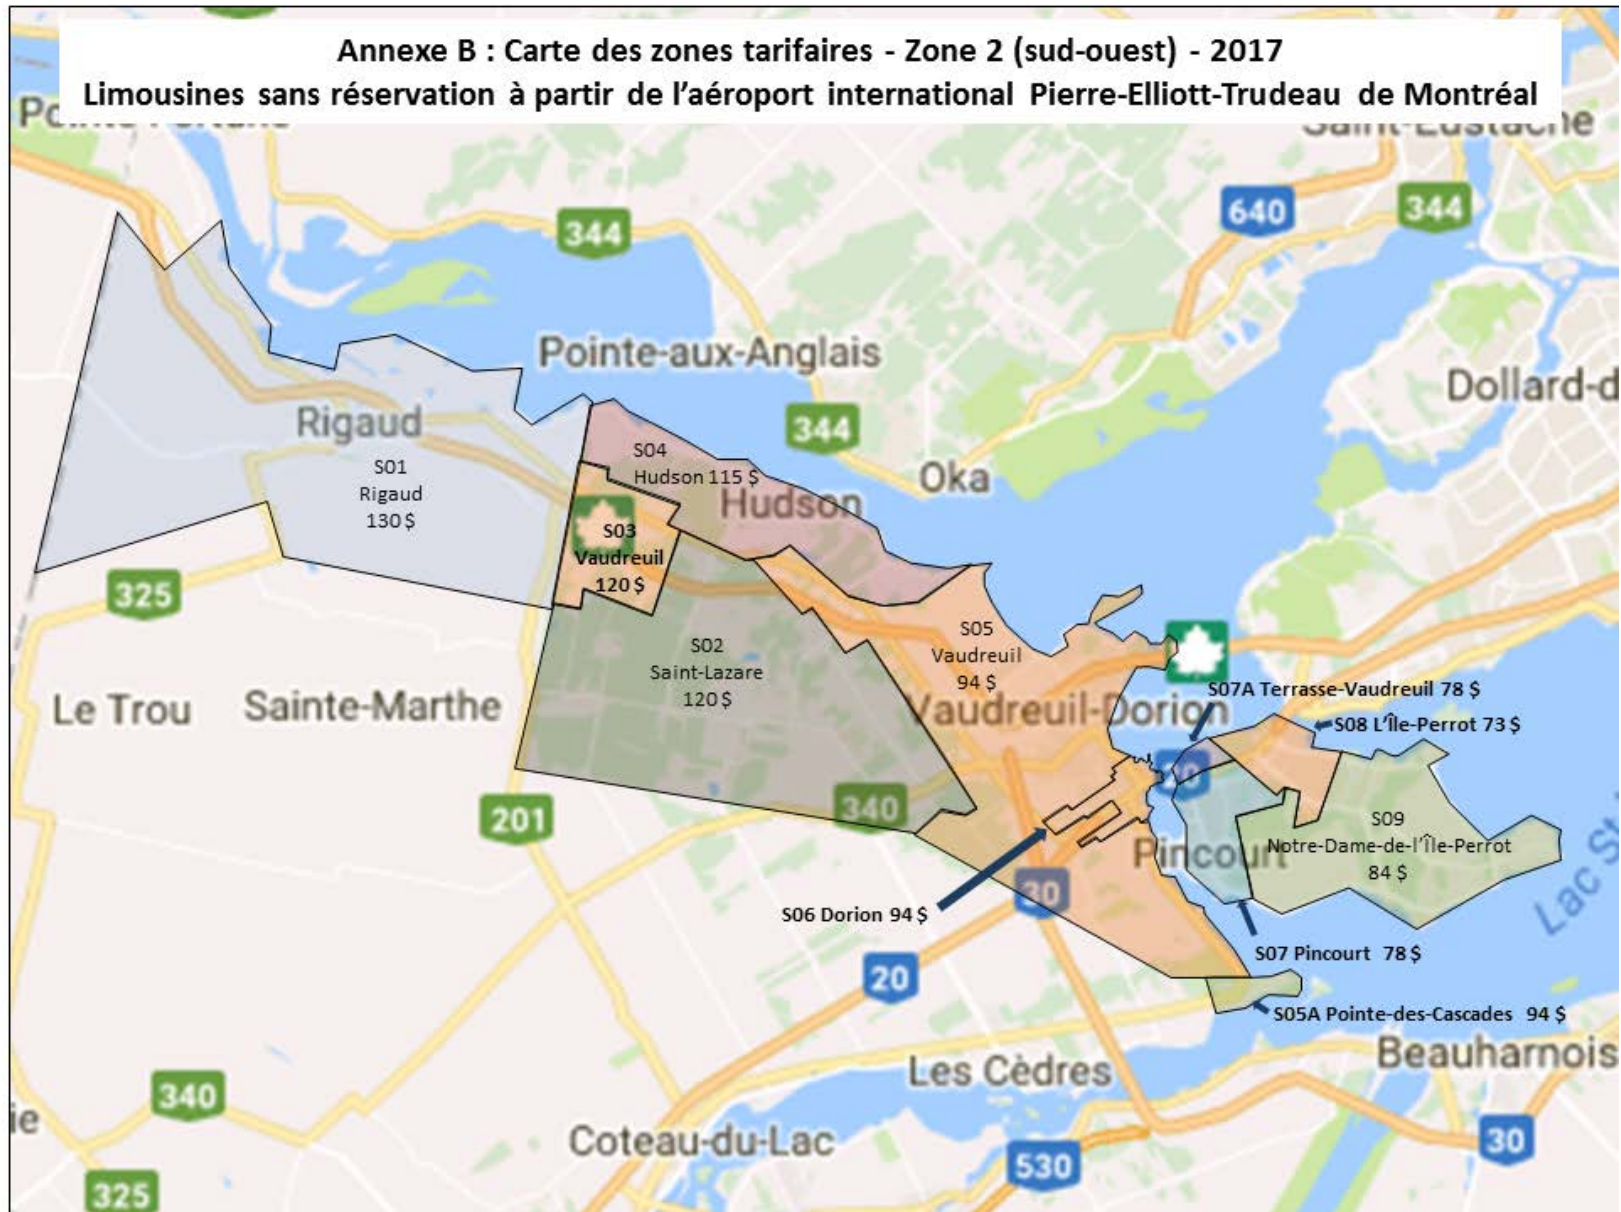 Annexe B : Carte des zones tarifaires - Zone 2 (sud-ouest) - 2017
Limousines sans réservation à partir de l'aéroport international Pierre-Elliott-Trudeau de Montréal
Saint-Eustache
640
344
344
Pointe-aux-Anglais
Dollard-d
344
Rigaud
S01
Rigaud
130 $
S04
Hudson 115 $
Hudson
Oka
S03
Vaudreuil
120 $
325
S02
Saint-Lazare
120 $
S05
Vaudreuil
94 $
Le Trou
Sainte-Marthe
Vaudreuil-Dorion
S07A Terrasse-Vaudreuil 78 $
S08 L'Île-Perrot 73 $
20
201
340
S09
Notre-Dame-de-l'Île-Perrot
84 $
Pincourt
30
S06 Dorion 94 $
Lac S
S07 Pincourt 78 $
20
S05A Pointe-des-Cascades 94 $
Les Cèdres
Beauharnois
340
ie
Coteau-du-Lac
530
30
325